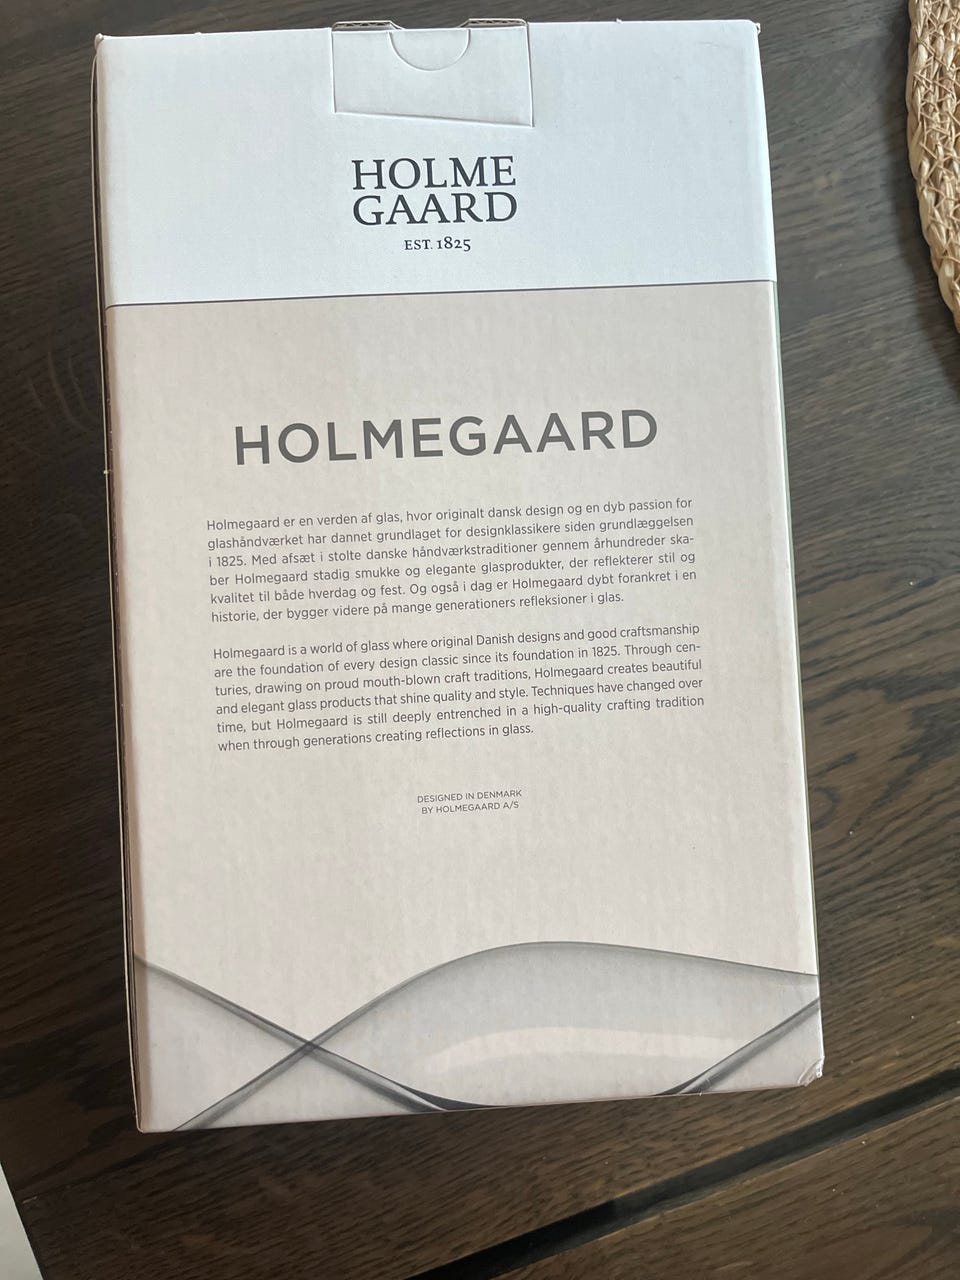 HOLME
GAARD
EST. 1825
HOLMEGAARD
Holmegaard er en verden af glas, hvor originalt dansk design og en dyb passion for
glashåndværket har dannet grundlaget for designklassikere siden grundlæggelsen
i 1825. Med afsæt i stolte danske håndværkstraditioner gennem århundreder ska-
ber Holmegaard stadig smukke og elegante glasprodukter, der reflekterer stil og
kvalitet til både hverdag og fest. Og også i dag er Holmegaard dybt forankret i en
historie, der bygger videre på mange generationers refleksioner i glas.
Holmegaard is a world of glass where original Danish designs and good craftsmanship
are the foundation of every design classic since its foundation in 1825. Through cen-
turies, drawing on proud mouth-blown craft traditions, Holmegaard creates beautiful
and elegant glass products that shine quality and style. Techniques have changed over
time, but Holmegaard is still deeply entrenched in a high-quality crafting tradition
when through generations creating reflections in glass.
DESIGNED IN DENMARK
BY HOLMEGAARD A/S